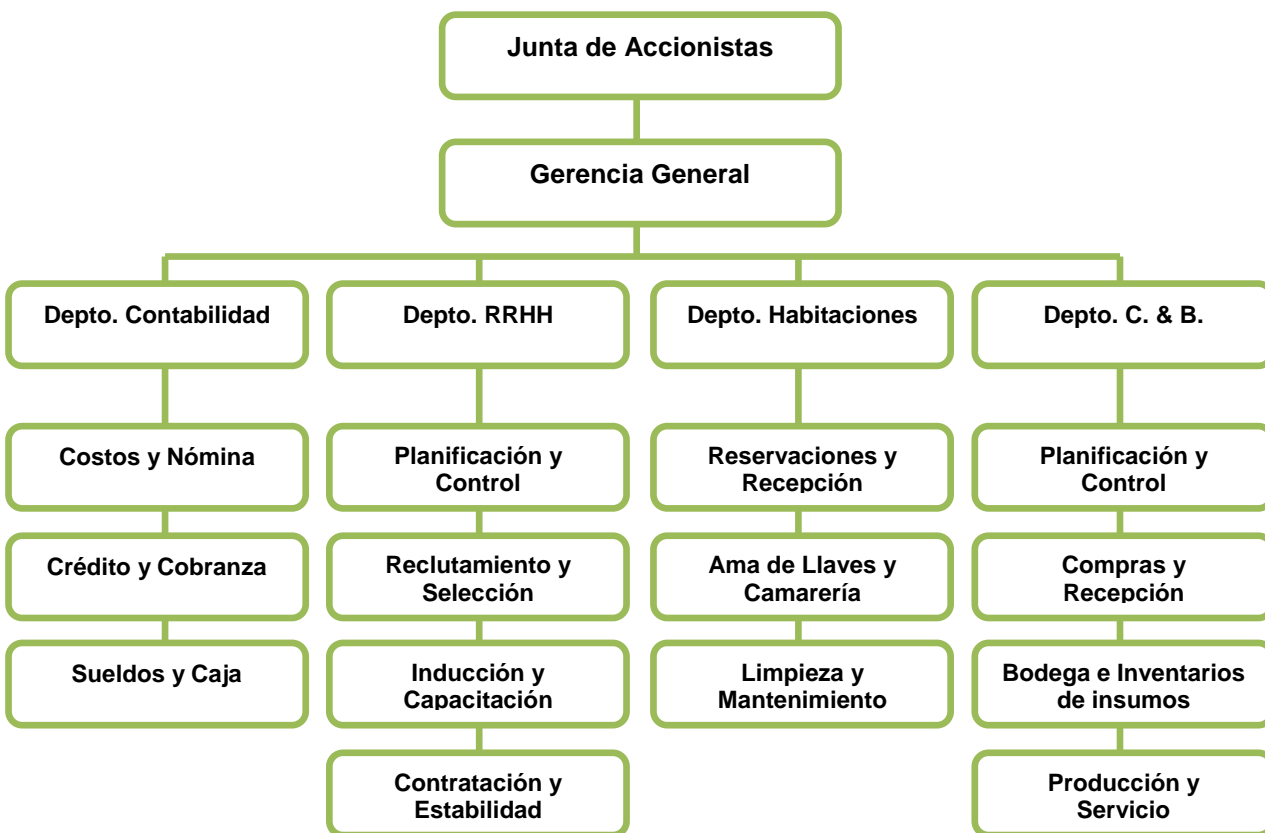 Junta de Accionistas
Gerencia General
Depto. Contabilidad
Depto. RRHH
Depto. Habitaciones
Depto. C. & B.
Costos y Nómina
Planificación y
Control
Reservaciones y
Recepción
Planificación y
Control
Crédito y Cobranza
Reclutamiento y
Selección
Ama de Llaves y
Camarería
Compras y
Recepción
Sueldos y Caja
Inducción y
Capacitación
Limpieza y
Mantenimiento
Bodega e Inventarios
de insumos
Contratación y
Estabilidad
Producción y
Servicio